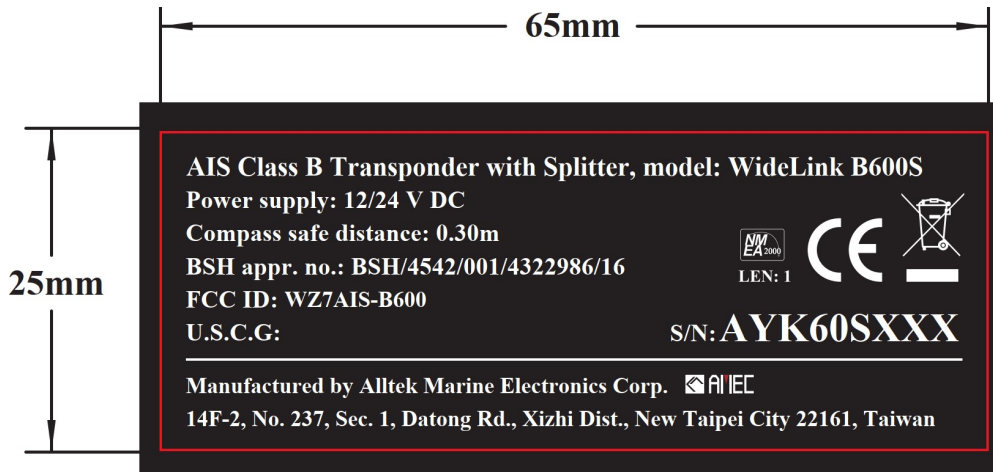 65mm
25mm
AIS Class B Transponder with Splitter, model: WideLink B600S
Power supply: 12/24 V DC
Compass safe distance: 0.30m
BSH appr. no.: BSH/4542/001/4322986/16
FCC ID: WZ7AIS-B600
U.S.C.G:
NMEA 2000
LEN: 1
CE
S/N: AYK60SXXX
Manufactured by Alltek Marine Electronics Corp. AMEC
14F-2, No. 237, Sec. 1, Datong Rd., Xizhi Dist., New Taipei City 22161, Taiwan